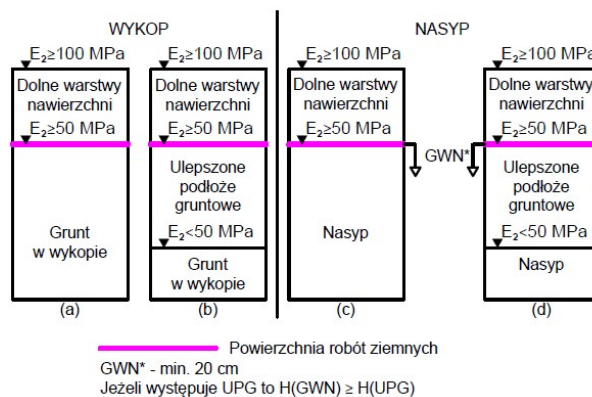 WYKOP
NASYP
E₂≥100 MPa
E₂≥100 MPa
E₂≥100 MPa
E₂≥100 MPa
Dolne warstwy
nawierzchni
Dolne warstwy
nawierzchni
Dolne warstwy
nawierzchni
Dolne warstwy
nawierzchni
E₂≥50 MPa
E₂≥50 MPa
E₂≥50 MPa
E₂≥50 MPa
GWN*
Grunt
w wykopie
Ulepszone
podłoże
gruntowe
E₂<50 MPa
Grunt
w wykopie
Nasyp
Ulepszone
podłoże
gruntowe
E₂<50 MPa
Nasyp
(a)
(b)
(c)
(d)
Powierzchnia robót ziemnych
GWN* - min. 20 cm
Jeżeli występuje UPG to H(GWN) ≥ H(UPG)